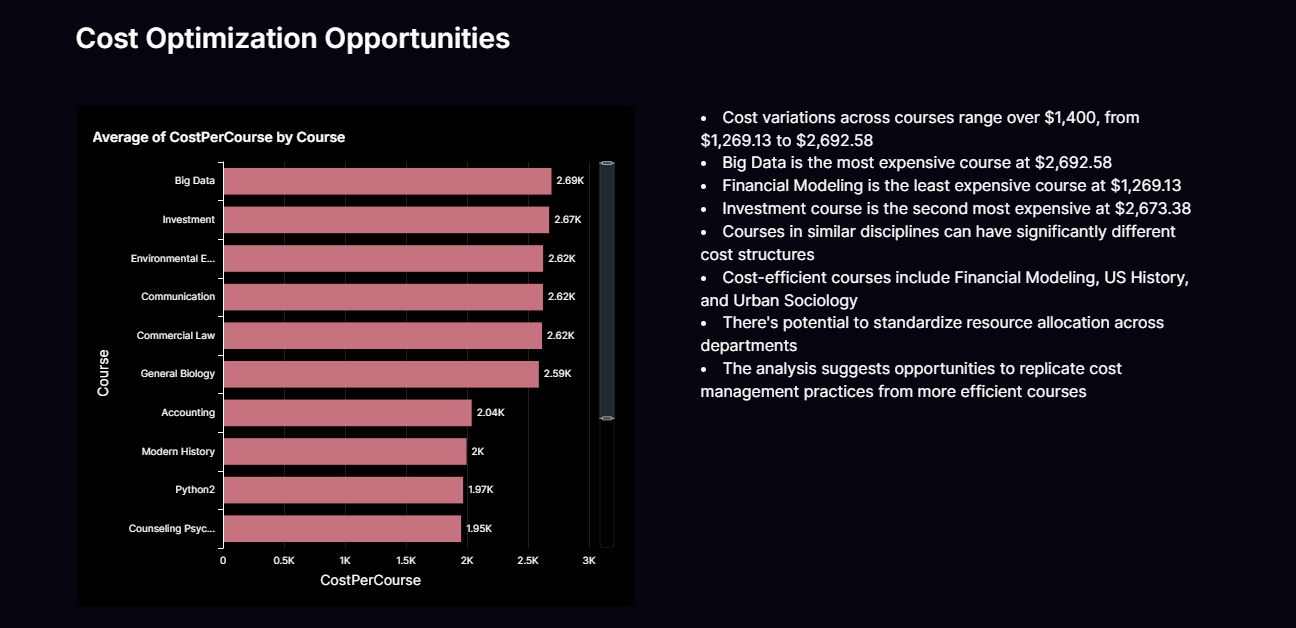 Cost Optimization Opportunities
Average of CostPerCourse by Course
Course
Big Data
2.69K
Investment
2.67K
Environmental E...
2.62K
Communication
2.62K
Commercial Law
2.62K
General Biology
2.59K
Accounting
2.04K
Modern History
2K
Python2
1.97K
Counseling Psyc...
1.95K
0 0.5K 1K 1.5K 2K 2.5K 3K
CostPerCourse
• Cost variations across courses range over $1,400, from
$1,269.13 to $2,692.58
• Big Data is the most expensive course at $2,692.58
• Financial Modeling is the least expensive course at $1,269.13
• Investment course is the second most expensive at $2,673.38
• Courses in similar disciplines can have significantly different
cost structures
• Cost-efficient courses include Financial Modeling, US History,
and Urban Sociology
• There's potential to standardize resource allocation across
departments
• The analysis suggests opportunities to replicate cost
management practices from more efficient courses